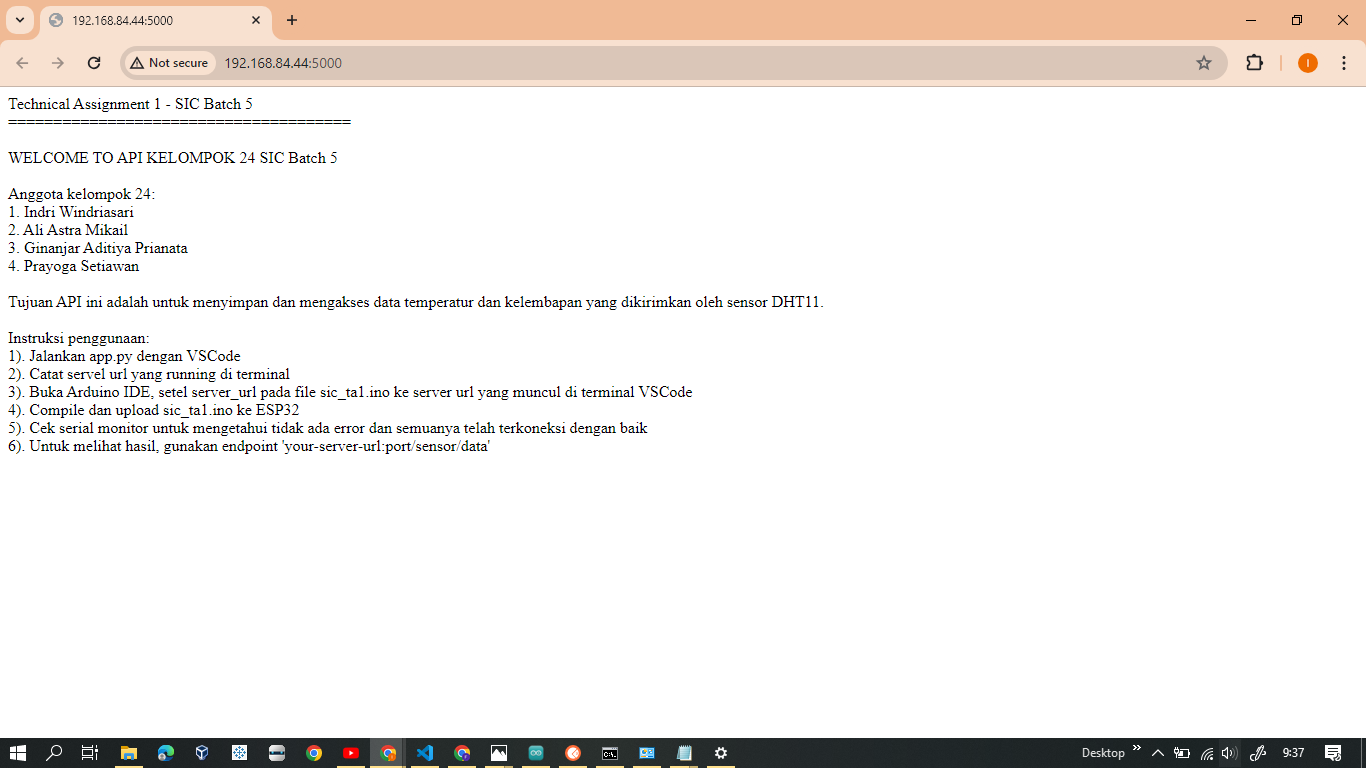 192.168.84.44:5000
Not secure
192.168.84.44:5000
I
Technical Assignment 1 - SIC Batch 5
======================================
WELCOME TO API KELOMPOK 24 SIC Batch 5
Anggota kelompok 24:
1. Indri Windriasari
2. Ali Astra Mikail
3. Ginanjar Aditiya Prianata
4. Prayoga Setiawan
Tujuan API ini adalah untuk menyimpan dan mengakses data temperatur dan kelembapan yang dikirimkan oleh sensor DHT11.
Instruksi penggunaan:
1). Jalankan app.py dengan VSCode
2). Catat servel url yang running di terminal
3). Buka Arduino IDE, setel server_url pada file sic_ta1.ino ke server url yang muncul di terminal VSCode
4). Compile dan upload sic_ta1.ino ke ESP32
5). Cek serial monitor untuk mengetahui tidak ada error dan semuanya telah terkoneksi dengan baik
6). Untuk melihat hasil, gunakan endpoint 'your-server-url:port/sensor/data'
Desktop
9:37